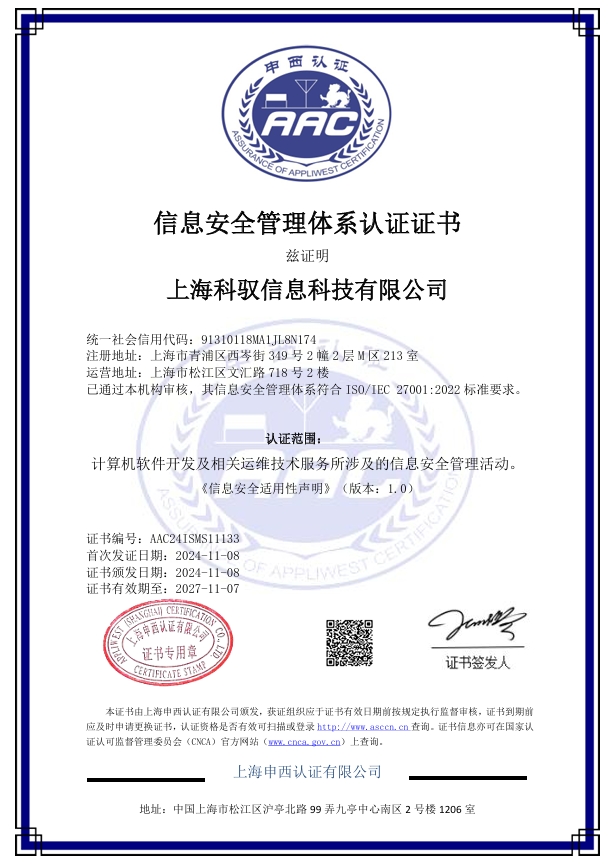 申西认证
AAC
ASSURANCE OF APPLIWEST CERTIFICATION
信息安全管理体系认证证书
兹证明
上海科驭信息科技有限公司
统一社会信用代码：91310118MA1JL8N174
注册地址：上海市青浦区西岑街 349 号 2 幢 2 层 M 区 213 室
运营地址：上海市松江区文汇路 718 号 2 楼
已通过本机构审核，其信息安全管理体系符合 ISO/IEC 27001:2022 标准要求。
认证范围：
计算机软件开发及相关运维技术服务所涉及的信息安全管理活动。
《信息安全适用性声明》（版本：1.0）
证书编号：AAC24ISMS11133
首次发证日期：2024-11-08
证书颁发日期：2024-11-08
证书有效期至：2027-11-07
APPLIWEST (SHANGHAI) CERTIFICATION CO., LTD.
上海申西认证有限公司
证书专用章
CERTIFICATE STAMP
证书签发人
本证书由上海申西认证有限公司颁发，获证组织应于证书有效日期前按规定执行监督审核，证书到期前
应及时申请更换证书，认证资格是否有效可扫描或登录 http://www.asccn.cn 查询。证书信息亦可在国家认
证认可监督管理委员会（CNCA）官方网站（www.cnca.gov.cn）上查询。
上海申西认证有限公司
地址：中国上海市松江区沪亭北路 99 弄九亭中心南区 2 号楼 1206 室